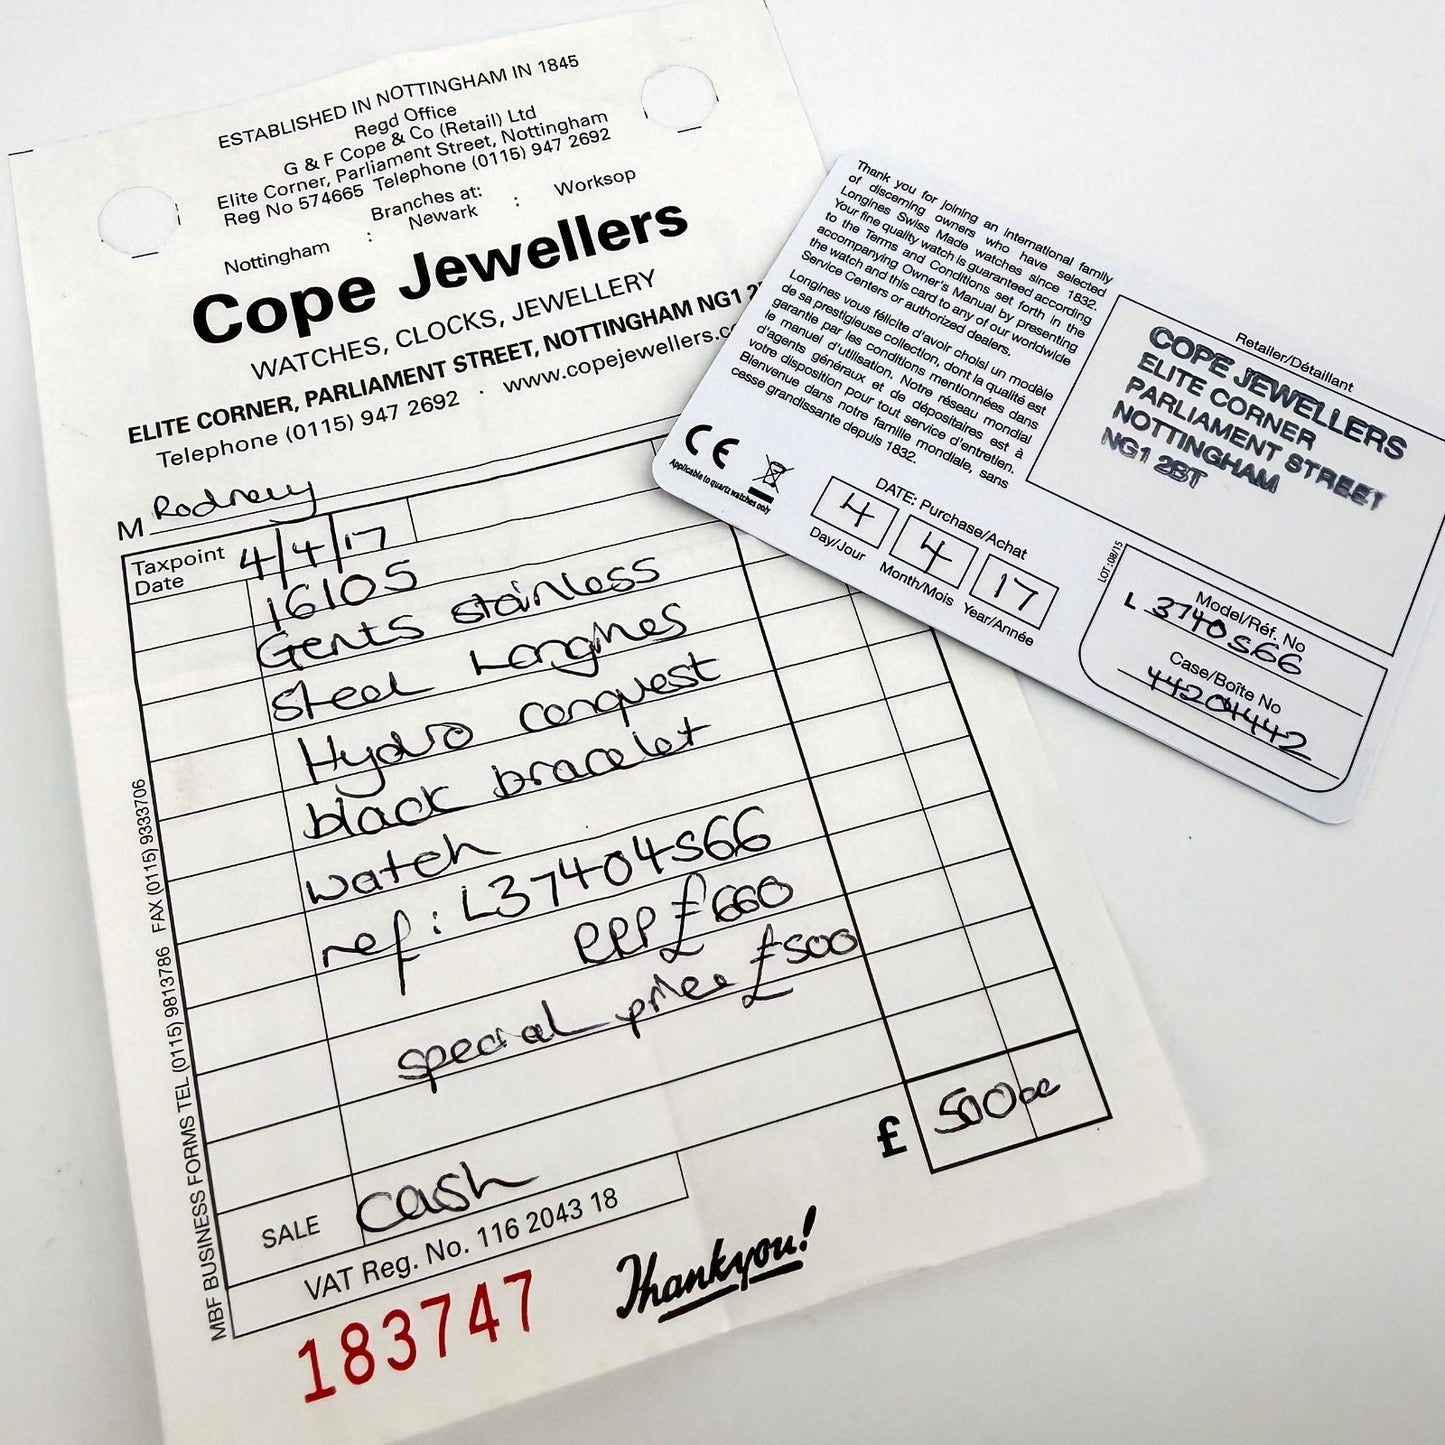 ESTABLISHED IN NOTTINGHAM IN 1845
Regd Office
G & F Cope & Co (Retail) Ltd
Elite Corner, Parliament Street, Nottingham
Reg No 574665 Telephone (0115) 947 2692
Branches at:
Nottingham : Newark : Worksop
Cope Jewellers
WATCHES, CLOCKS, JEWELLERY
ELITE CORNER, PARLIAMENT STREET, NOTTINGHAM NG1 2
Telephone (0115) 947 2692 · www.copejewellers.c
M Rodney
Taxpoint Date 4/4/17
16105
Gents stainless
steel Longines
Hydro conquest
black bracelet
watch
ref: L37404S66
RRP £660
special price £500
£ 500 00
SALE cash
VAT Reg. No. 116 2043 18
183747
Thankyou!
MBF BUSINESS FORMS TEL (0115) 9813786 FAX (0115) 9333706
Thank you for joining an international family
of discerning owners who have selected
Longines Swiss Made watches since 1832.
Your fine quality watch is guaranteed according
to the Terms and Conditions set forth in the
accompanying Owner's Manual by presenting
the watch and this card to any of our worldwide
Service Centers or authorized dealers.
Longines vous félicite d'avoir choisi un modèle
de sa prestigieuse collection, dont la qualité est
garantie par les conditions mentionnées dans
le manuel d'utilisation. Notre réseau mondial
d'agents généraux et de dépositaires est à
votre disposition pour tout service d'entretien.
Bienvenue dans notre famille mondiale, sans
cesse grandissante depuis 1832.
CE
Applicable to quartz watches only
DATE: Purchase/Achat
4 4 17
Day/Jour Month/Mois Year/Année
Retailer/Détaillant
COPE JEWELLERS
ELITE CORNER
PARLIAMENT STREET
NOTTINGHAM
NG1 2BT
LOT: 08/15
Model/Réf. No
L 3740 S66
Case/Boîte No
44204442